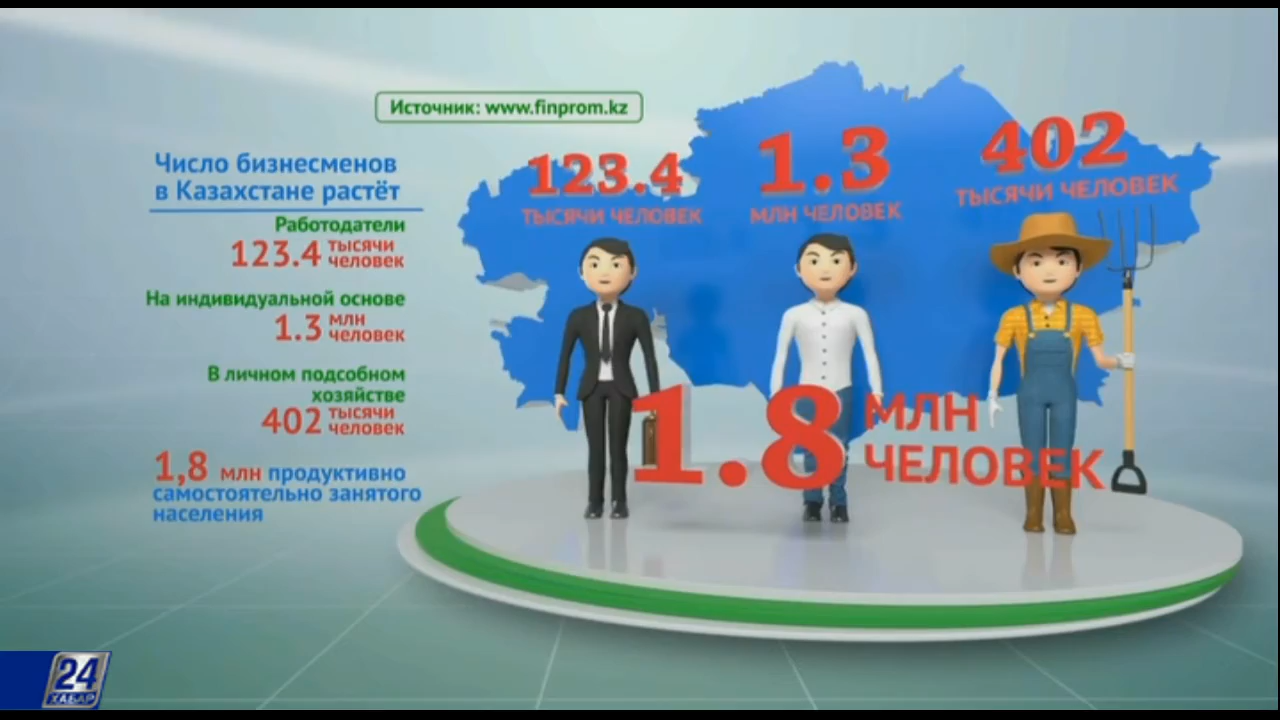 Источник: www.finprom.kz
Число бизнесменов
в Казахстане растёт
Работодатели
123.4 тысячи
человек
На индивидуальной основе
1.3 млн
человек
В личном подсобном
хозяйстве
402 тысячи
человек
1,8 млн продуктивно
самостоятельно занятого
населения
123.4
ТЫСЯЧИ ЧЕЛОВЕК
1.3
МЛН ЧЕЛОВЕК
402
ТЫСЯЧИ ЧЕЛОВЕК
1.8 МЛН
ЧЕЛОВЕК
24
ХАБАР